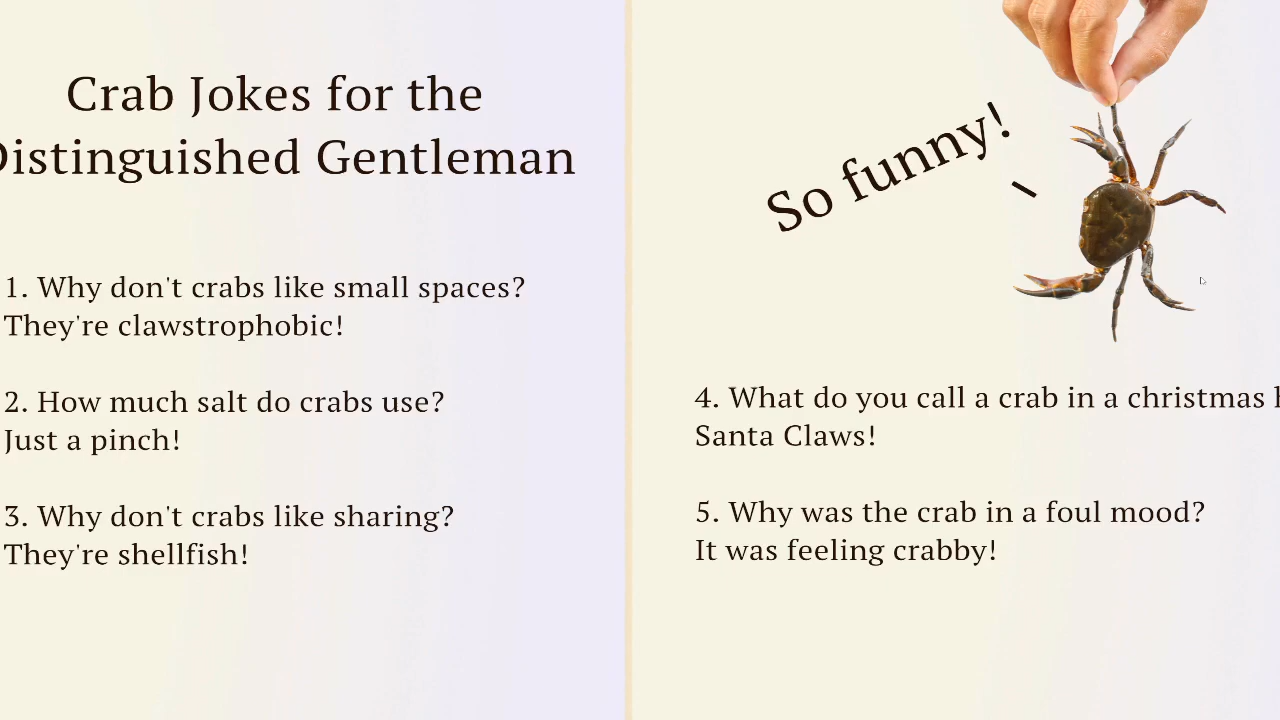 Crab Jokes for the
Distinguished Gentleman
1. Why don't crabs like small spaces?
They're clawstrophobic!
2. How much salt do crabs use?
Just a pinch!
3. Why don't crabs like sharing?
They're shellfish!
So funny!
4. What do you call a crab in a christmas
Santa Claws!
5. Why was the crab in a foul mood?
It was feeling crabby!